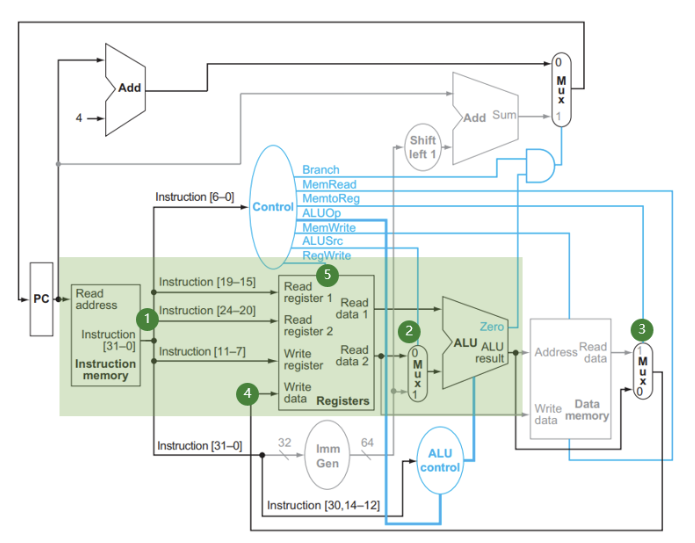 Add
4
Add Sum
Shift
left 1
0
M
u
x
1
Branch
MemRead
Instruction [6–0]
Control
MemtoReg
ALUOp
MemWrite
ALUSrc
RegWrite
5
PC
Read
address
Instruction
[31–0]
Instruction
memory
1
Instruction [19–15]
Instruction [24–20]
Instruction [11–7]
4
Read
register 1
Read
data 1
Read
register 2
Write
register
Read
data 2
Write
data
Registers
2
0
M
u
x
1
Zero
ALU
ALU
result
Address
Read
data
Write
data
Data
memory
3
1
M
u
x
0
Instruction [31–0]
32
Imm
Gen
64
ALU
control
Instruction [30,14–12]